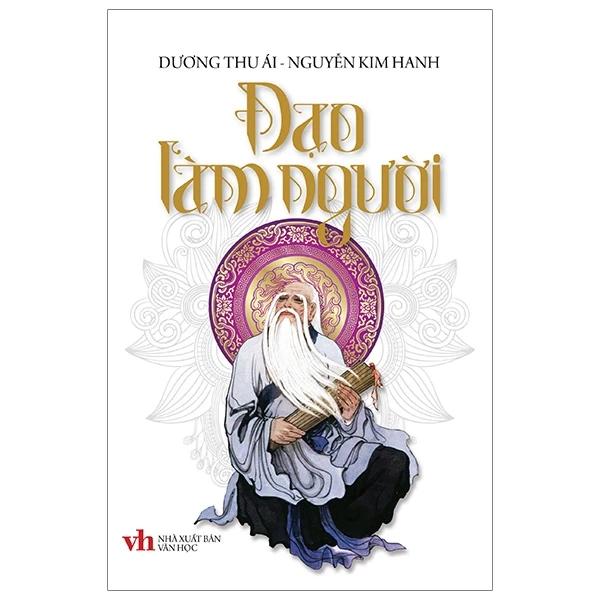 DƯƠNG THU ÁI - NGUYỄN KIM HANH
Đạo
làm người
vh NHÀ XUẤT BẢN
VĂN HỌC